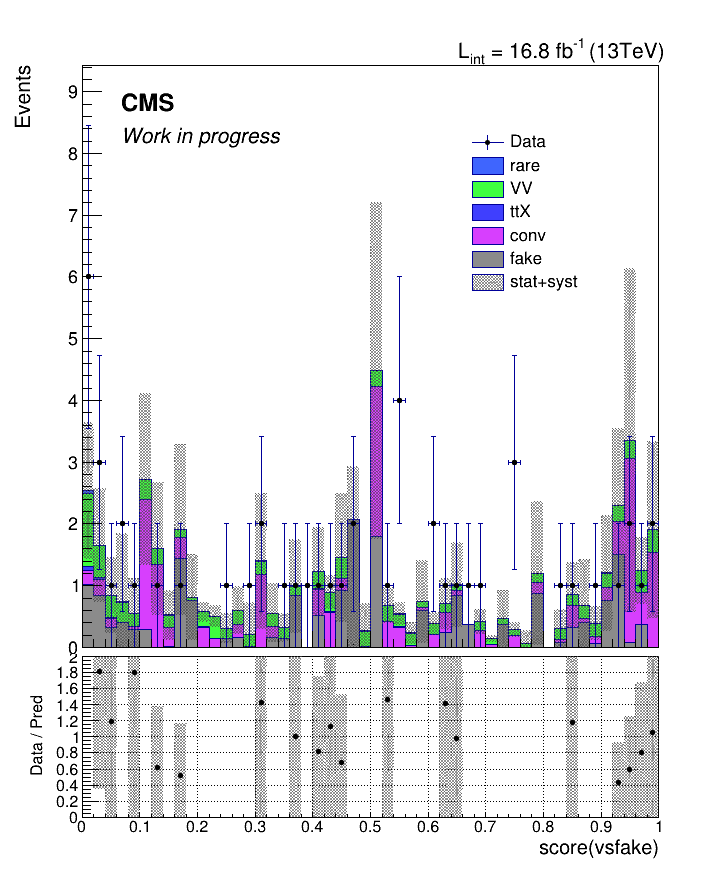 L_int = 16.8 fb^-1 (13TeV)
Events
CMS
Work in progress
Data
rare
VV
ttX
conv
fake
stat+syst
9
8
7
6
5
4
3
2
1
0
Data / Pred
2
1.8
1.6
1.4
1.2
1
0.8
0.6
0.4
0.2
0
0 0.1 0.2 0.3 0.4 0.5 0.6 0.7 0.8 0.9 1
score(vsfake)